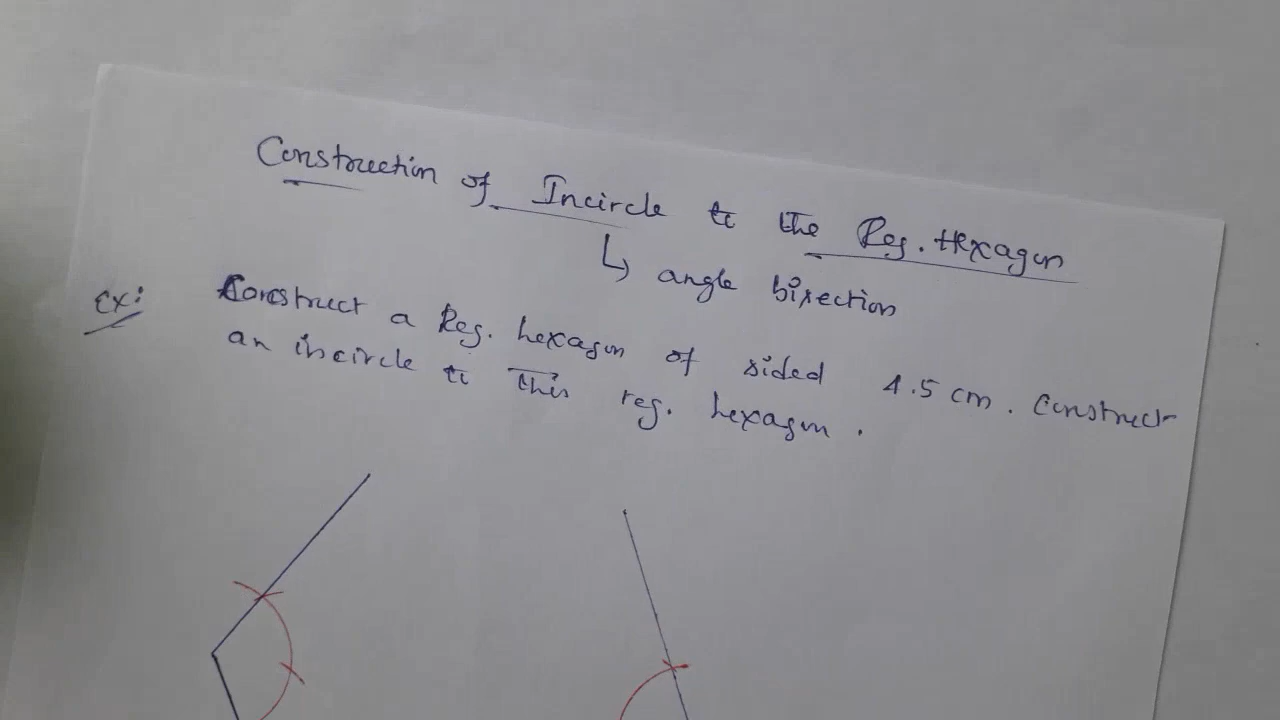 Construction of Incircle to the Reg. Hexagon
↳ angle bisection
Ex: Construct a Reg. hexagon of sided 4.5 cm. Construct
an incircle to this reg. hexagon.